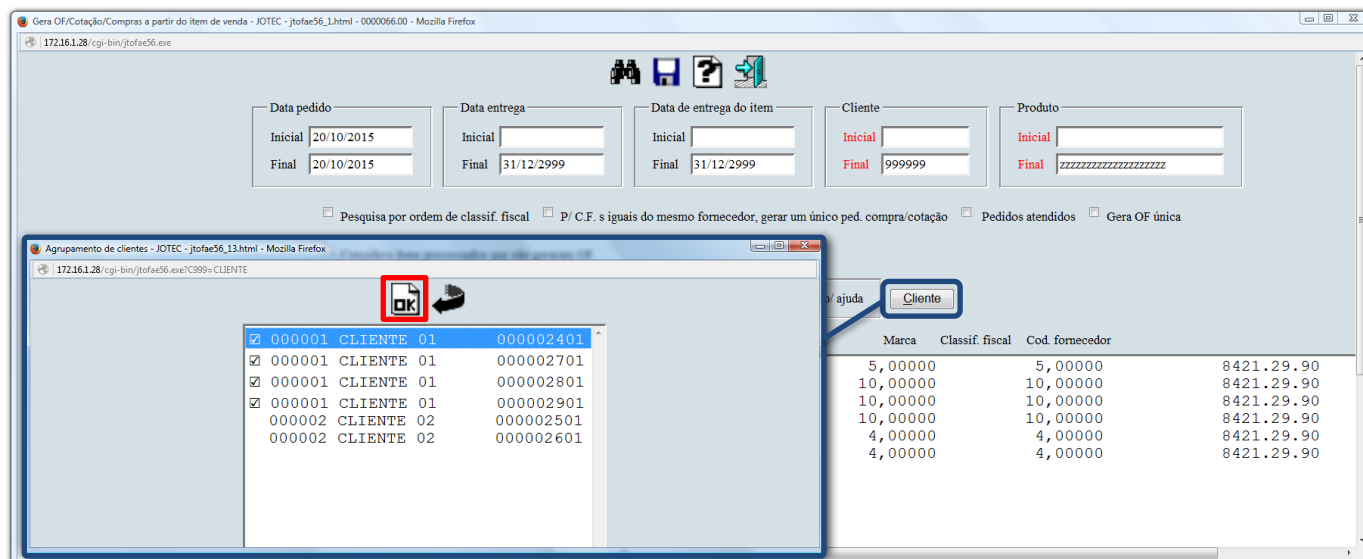 Gera OF/Cotação/Compras a partir do item de venda - JOTEC - jtofae56_1.html - 0000066.00 - Mozilla Firefox
172.16.1.28/cgi-bin/jtofae56.exe
Data pedido Data entrega Data de entrega do item Cliente Produto
Inicial 20/10/2015 Inicial Inicial Inicial Inicial
Final 20/10/2015 Final 31/12/2999 Final 31/12/2999 Final 999999 Final zzzzzzzzzzzzzzzzzzzz
Pesquisa por ordem de classif. fiscal P/ C.F. s iguais do mesmo fornecedor, gerar um único ped. compra/cotação Pedidos atendidos Gera OF única
Agrupamento de clientes - JOTEC - jtofae56_13.html - Mozilla Firefox
172.16.1.28/cgi-bin/jtofae56.exe?C999=CLIENTE
OK
000001 CLIENTE 01 000002401
000001 CLIENTE 01 000002701
000001 CLIENTE 01 000002801
000001 CLIENTE 01 000002901
000002 CLIENTE 02 000002501
000002 CLIENTE 02 000002601
/ ajuda Cliente
Marca Classif. fiscal Cod. fornecedor
5,00000 5,00000 8421.29.90
10,00000 10,00000 8421.29.90
10,00000 10,00000 8421.29.90
10,00000 10,00000 8421.29.90
4,00000 4,00000 8421.29.90
4,00000 4,00000 8421.29.90